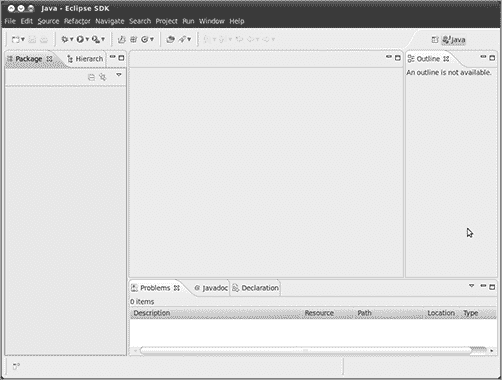 Java - Eclipse SDK
File Edit Source Refactor Navigate Search Project Run Window Help
Java
Package Hierarch Outline
An outline is not available.
Problems @ Javadoc Declaration
0 items
Description Resource Path Location Type